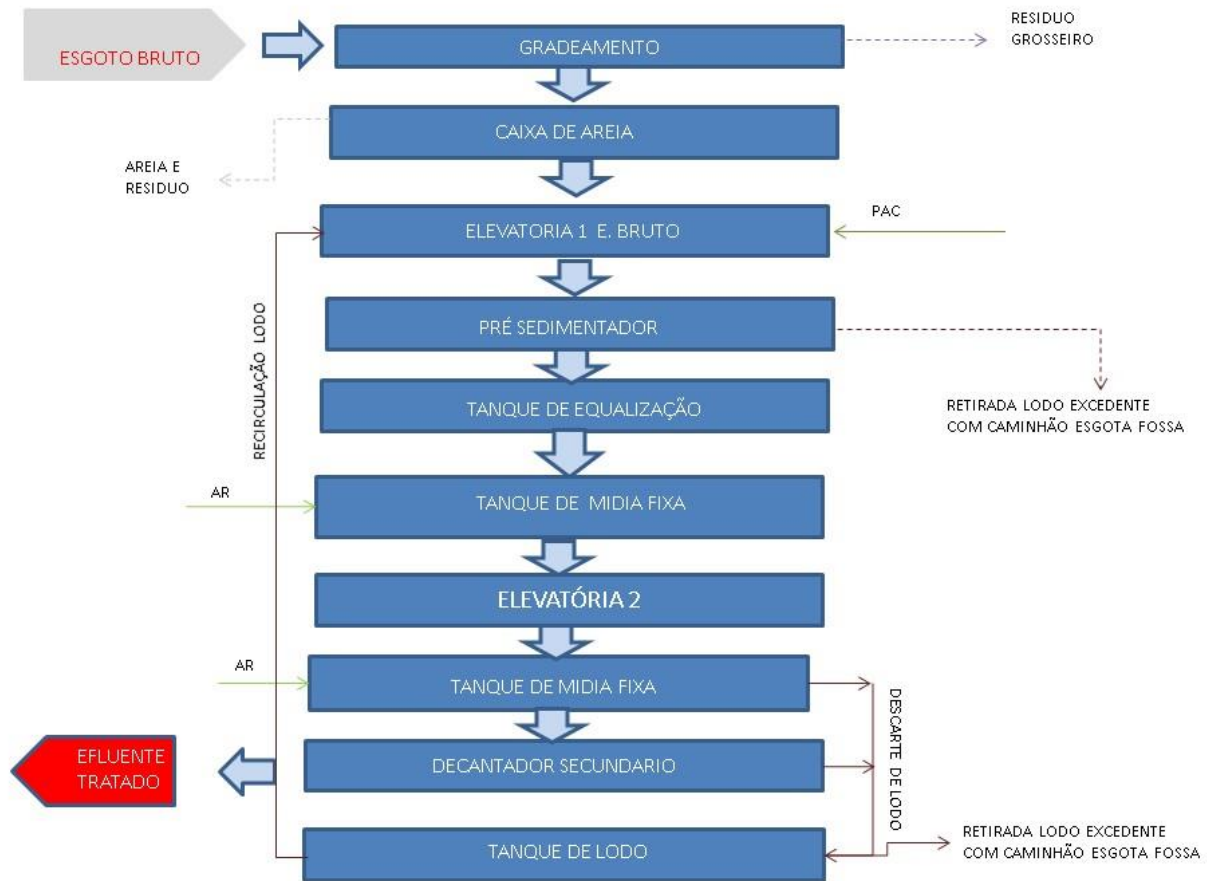 RESIDUO
GROSSEIRO
GRADEAMENTO
ESGOTO BRUTO
CAIXA DE AREIA
AREIA E
RESIDUO
PAC
ELEVATORIA 1 E. BRUTO
RECIRCULAÇÃO LODO
PRÉ SEDIMENTADOR
TANQUE DE EQUALIZAÇÃO
RETIRADA LODO EXCEDENTE
COM CAMINHÃO ESGOTA FOSSA
AR
TANQUE DE MIDIA FIXA
ELEVATÓRIA 2
AR
TANQUE DE MIDIA FIXA
DESCARTE DE LODO
EFLUENTE
TRATADO
DECANTADOR SECUNDARIO
TANQUE DE LODO
RETIRADA LODO EXCEDENTE
COM CAMINHÃO ESGOTA FOSSA